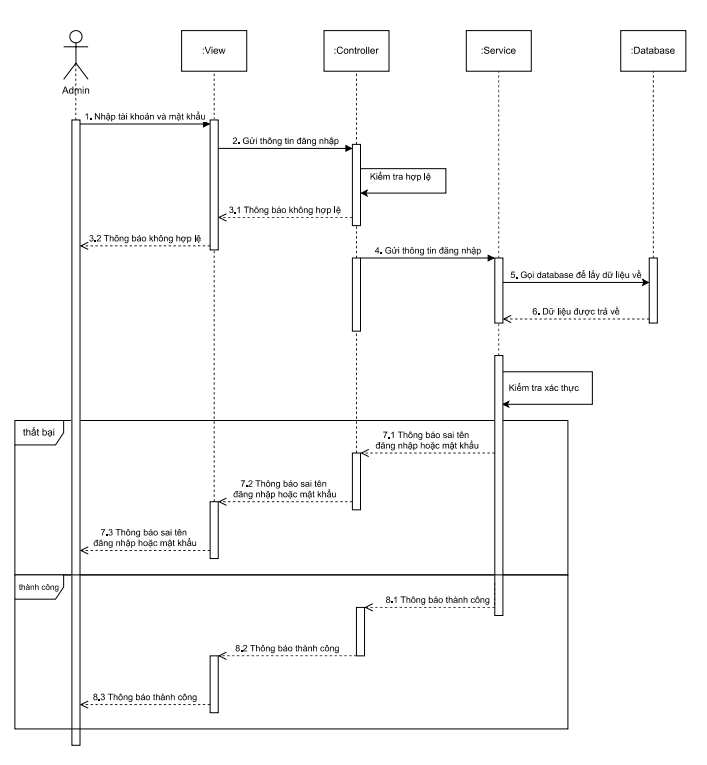 :View
:Controller
:Service
:Database
Admin
1. Nhập tài khoản và mật khẩu
2. Gửi thông tin đăng nhập
Kiểm tra hợp lệ
3.1 Thông báo không hợp lệ
3.2 Thông báo không hợp lệ
4. Gửi thông tin đăng nhập
5. Gọi database để lấy dữ liệu về
6. Dữ liệu được trả về
Kiểm tra xác thực
thất bại
7.1 Thông báo sai tên
đăng nhập hoặc mật khẩu
7.2 Thông báo sai tên
đăng nhập hoặc mật khẩu
7.3 Thông báo sai tên
đăng nhập hoặc mật khẩu
thành công
8.1 Thông báo thành công
8.2 Thông báo thành công
8.3 Thông báo thành công